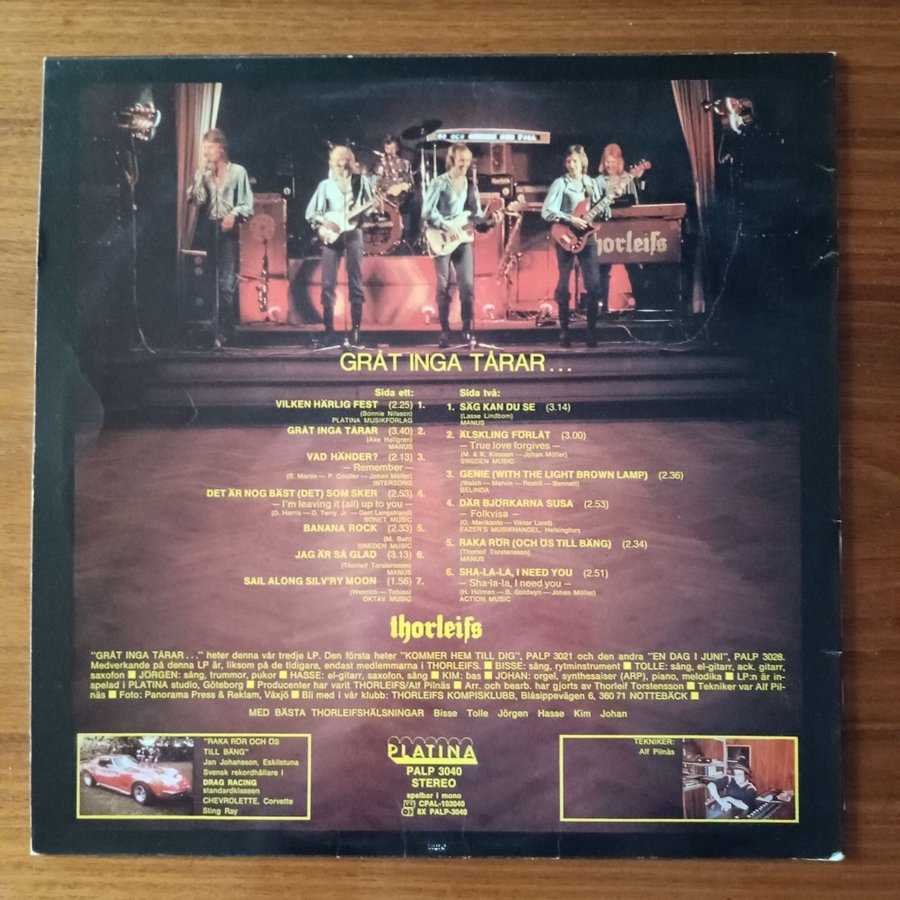 thorleifs
GRÅT INGA TÅRAR...
Sida ett:
VILKEN HÄRLIG FEST (2.25) 1.
(Bonnie Nilsson)
PLATINA MUSIKFÖRLAG
GRÅT INGA TÅRAR (3.40) 2.
(Åke Hallgren)
MANUS
VAD HÄNDER? (2.13) 3.
— Remember —
(B. Martin — P. Coulter — Johan Möller)
INTERSONG
DET ÄR NOG BÄST (DET) SOM SKER (2.53) 4.
— I'm leaving it (all) up to you —
(D. Harris — D. Terry, Jr. — Gert Lengstrand)
SONET MUSIC
BANANA ROCK (2.33) 5.
(M. Batt)
SWEDEN MUSIC
JAG ÄR SÅ GLAD (3.13) 6.
(Thorleif Torstensson)
MANUS
SAIL ALONG SILV'RY MOON (1.56) 7.
(Wenrich — Tobias)
OKTAV MUSIC
Sida två:
1. SÄG KAN DU SE (3.14)
(Lasse Lindbom)
MANUS
2. ÄLSKLING FÖRLÅT (3.00)
— True love forgives —
(M. & K. Kissoon — Johan Möller)
SWEDEN MUSIC
3. GENIE (WITH THE LIGHT BROWN LAMP) (2.36)
(Welch — Marvin — Rostill — Bennett)
BELINDA
4. DÄR BJÖRKARNA SUSA (2.53)
— Folkvisa —
(O. Merikanto — Viktor Sund)
FAZER'S MUSIKHANDEL, Helsingfors
5. RAKA RÖR (OCH ÖS TILL BÄNG) (2.34)
(Thorleif Torstensson)
MANUS
6. SHA-LA-LA, I NEED YOU (2.51)
— Sha-la-la, I need you —
(H. Hillman — B. Goldwyn — Johan Möller)
ACTION MUSIC
thorleifs
"GRÅT INGA TÅRAR..." heter denna vår tredje LP. Den första heter "KOMMER HEM TILL DIG", PALP 3021 och den andra "EN DAG I JUNI", PALP 3028.
Medverkande på denna LP är, liksom på de tidigare, endast medlemmarna i THORLEIFS. ■ BISSE: sång, rytminstrument ■ TOLLE: sång, el-gitarr, ack. gitarr,
saxofon ■ JÖRGEN: sång, trummor, pukor ■ HASSE: el-gitarr, saxofon, sång ■ KIM: bas ■ JOHAN: orgel, synthesaiser (ARP), piano, melodika ■ LP:n är in-
spelad i PLATINA studio, Göteborg ■ Producenter har varit THORLEIFS/Alf Pilnäs ■ Arr. och bearb. har gjorts av Thorleif Torstensson ■ Tekniker var Alf Pil-
näs ■ Foto: Panorama Press & Reklam, Växjö ■ Bli med i vår klubb: THORLEIFS KOMPISKLUBB, Blåsippevägen 6, 360 71 NOTTEBÄCK ■
MED BÄSTA THORLEIFSHÄLSNINGAR Bisse Tolle Jörgen Hasse Kim Johan
"RAKA RÖR OCH ÖS
TILL BÄNG"
Jan Johansson, Eskilstuna
Svensk rekordhållare i
DRAG RACING
standardklassen
CHEVROLETTE, Corvette
Sting Ray
PLATINA
PALP 3040
STEREO
spelbar i mono
CPAL-103040
8X PALP-3040
TEKNIKER:
Alf Pilnäs